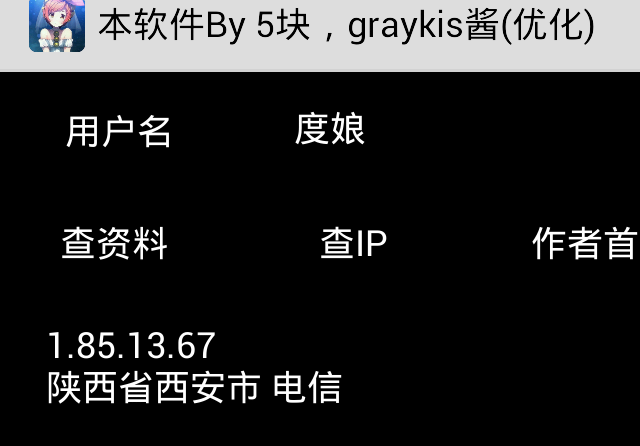 本软件By 5块，graykis酱(优化)
用户名 度娘
查资料 查IP 作者首
1.85.13.67
陕西省西安市 电信